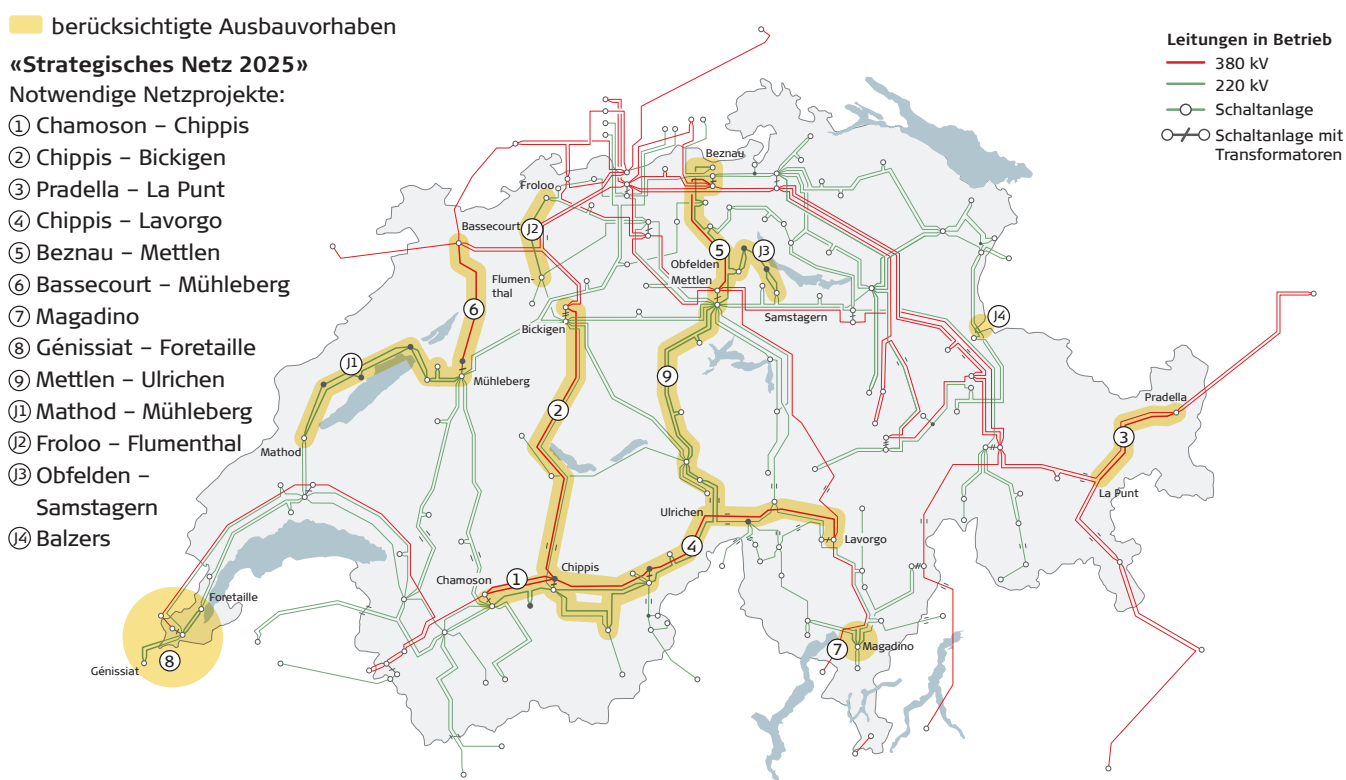 berücksichtigte Ausbauvorhaben
«Strategisches Netz 2025»
Notwendige Netzprojekte:
1 Chamoson – Chippis
2 Chippis – Bickigen
3 Pradella – La Punt
4 Chippis – Lavorgo
5 Beznau – Mettlen
6 Bassecourt – Mühleberg
7 Magadino
8 Génissiat – Foretaille
9 Mettlen – Ulrichen
J1 Mathod – Mühleberg
J2 Froloo – Flumenthal
J3 Obfelden –
Samstagern
J4 Balzers
Leitungen in Betrieb
380 kV
220 kV
Schaltanlage
Schaltanlage mit
Transformatoren
Beznau
Froloo
Bassecourt
J2
5
J3
Obfelden
Mettlen
Flumen-
thal
6
Samstagern
J4
Bickigen
J1
Mühleberg
9
Pradella
2
3
Mathod
La Punt
Ulrichen
4
Lavorgo
Chippis
Chamoson
1
Foretaille
7
Magadino
8
Génissiat